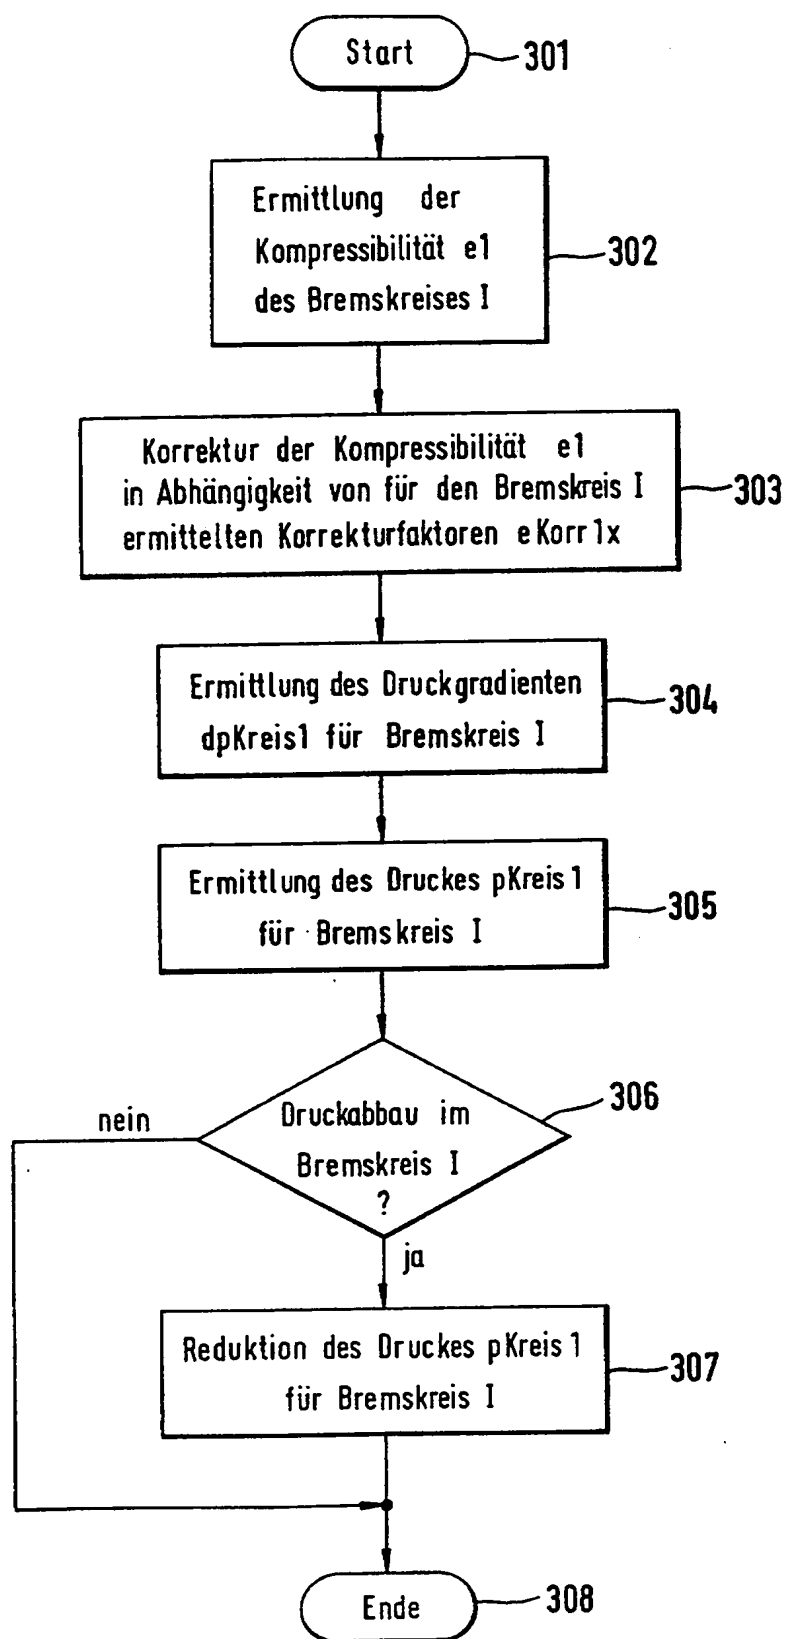 Start
301
Ermittlung der
Kompressibilität e1
des Bremskreises I
302
Korrektur der Kompressibilität e1
in Abhängigkeit von für den Bremskreis I
ermittelten Korrekturfaktoren eKorr1x
303
Ermittlung des Druckgradienten
dpKreis1 für Bremskreis I
304
Ermittlung des Druckes pKreis1
für Bremskreis I
305
Druckabbau im
Bremskreis I
?
306
nein
ja
Reduktion des Druckes pKreis1
für Bremskreis I
307
Ende
308